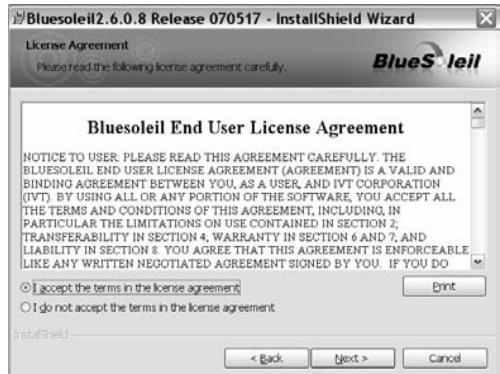 Bluesoleil2.6.0.8 Release 070517 - InstallShield Wizard
License Agreement
Please read the following license agreement carefully.
BlueSoleil
Bluesoleil End User License Agreement
NOTICE TO USER: PLEASE READ THIS AGREEMENT CAREFULLY. THE
BLUESOLEIL END USER LICENSE AGREEMENT (AGREEMENT) IS A VALID AND
BINDING AGREEMENT BETWEEN YOU, AS A USER, AND IVT CORPORATION
(IVT). BY USING ALL OR ANY PORTION OF THE SOFTWARE, YOU ACCEPT ALL
THE TERMS AND CONDITIONS OF THIS AGREEMENT, INCLUDING, IN
PARTICULAR THE LIMITATIONS ON USE CONTAINED IN SECTION 2;
TRANSFERABILITY IN SECTION 4, WARRANTY IN SECTION 6 AND 7, AND
LIABILITY IN SECTION 8. YOU AGREE THAT THIS AGREEMENT IS ENFORCEABLE
LIKE ANY WRITTEN NEGOTIATED AGREEMENT SIGNED BY YOU. IF YOU DO
I accept the terms in the license agreement
Print
I do not accept the terms in the license agreement
InstallShield
< Back
Next >
Cancel